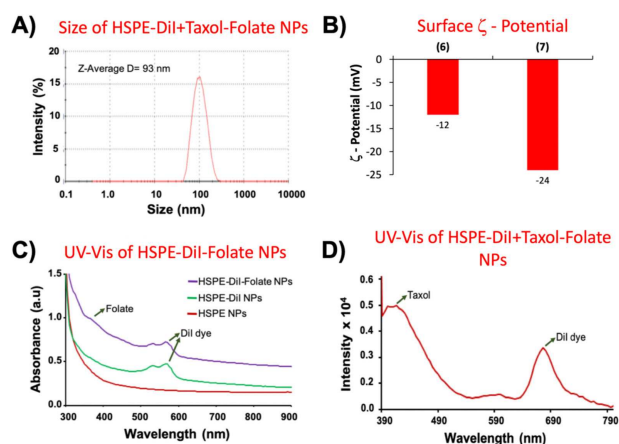 A)
Size of HSPE-DiI+Taxol-Folate NPs
Z-Average D= 93 nm
Intensity (%)
20
15
10
5
0
0.1
1.0
10
100
1000
10000
Size (nm)
B)
Surface ζ - Potential
(6)
(7)
ζ - Potential (mV)
0
-5
-10
-15
-20
-25
-12
-24
C)
UV-Vis of HSPE-DiI-Folate NPs
HSPE-DiI-Folate NPs
HSPE-DiI NPs
HSPE NPs
Folate
DiI dye
Absorbance (a.u)
1.5
1.0
0.5
0.0
300
400
500
600
700
800
900
Wavelength (nm)
D)
UV-Vis of HSPE-DiI+Taxol-Folate
NPs
Taxol
DiI dye
Intensity x 10⁴
0.6
0.5
0.4
0.3
0.2
0.1
0
390
490
590
690
790
Wavelength (nm)